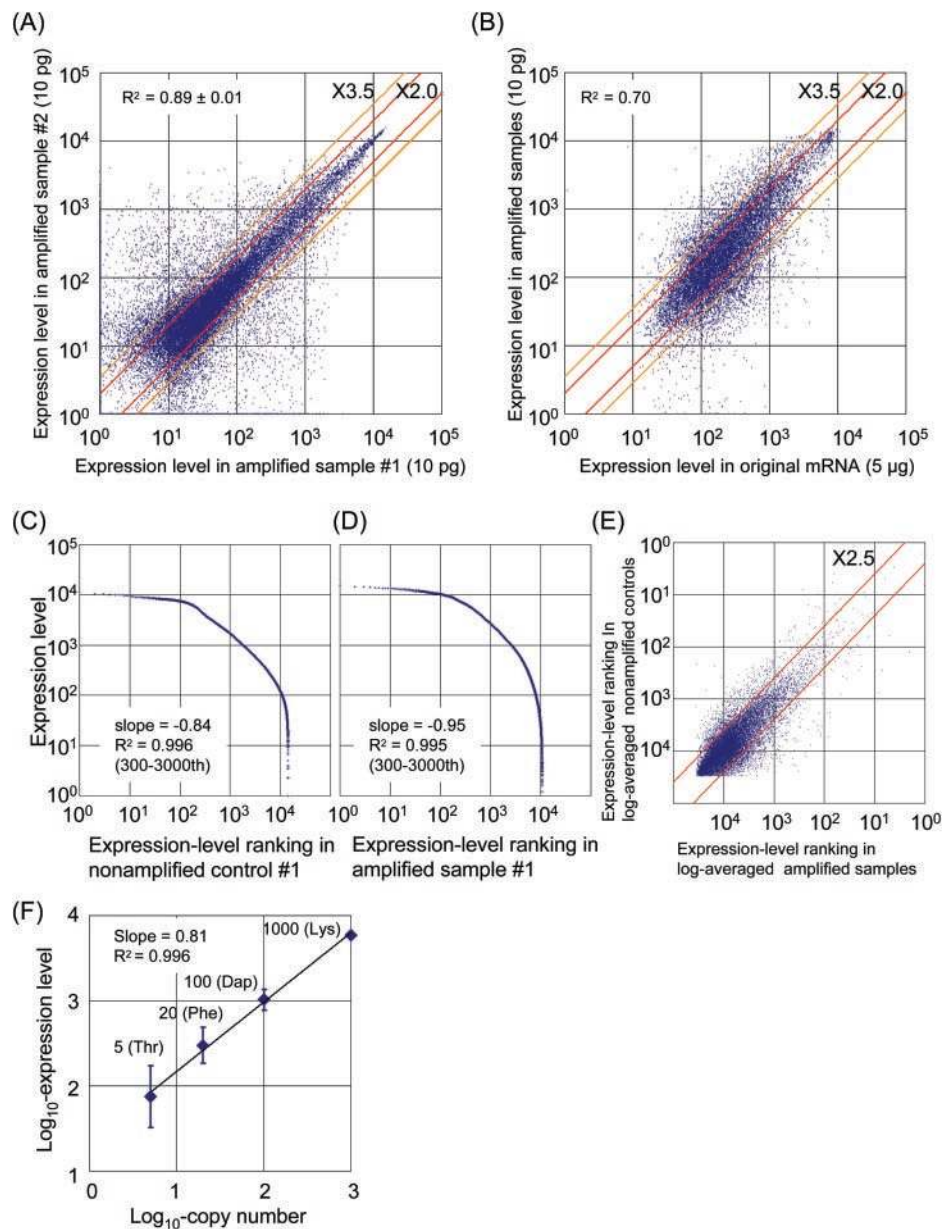 (A)
(B)
Expression level in amplified sample #2 (10 pg)
10⁵
10⁴
10³
10²
10¹
10⁰
R² = 0.89 ± 0.01
X3.5
X2.0
10⁰ 10¹ 10² 10³ 10⁴ 10⁵
Expression level in amplified sample #1 (10 pg)
Expression level in amplified samples (10 pg)
10⁵
10⁴
10³
10²
10¹
10⁰
R² = 0.70
X3.5
X2.0
10⁰ 10¹ 10² 10³ 10⁴ 10⁵
Expression level in original mRNA (5 µg)
(C)
(D)
(E)
Expression level
10⁵
10⁴
10³
10²
10¹
10⁰
slope = -0.84
R² = 0.996
(300-3000th)
10⁰ 10¹ 10² 10³ 10⁴
Expression-level ranking in
nonamplified control #1
slope = -0.95
R² = 0.995
(300-3000th)
10⁰ 10¹ 10² 10³ 10⁴
Expression-level ranking in
amplified sample #1
Expression-level ranking In
log-averaged nonamplified controls
10⁰
10¹
10²
10³
10⁴
X2.5
10⁴ 10³ 10² 10¹ 10⁰
Expression-level ranking in
log-averaged amplified samples
(F)
Log₁₀-expression level
4
3
2
1
Slope = 0.81
R² = 0.996
1000 (Lys)
100 (Dap)
20 (Phe)
5 (Thr)
0 1 2 3
Log₁₀-copy number